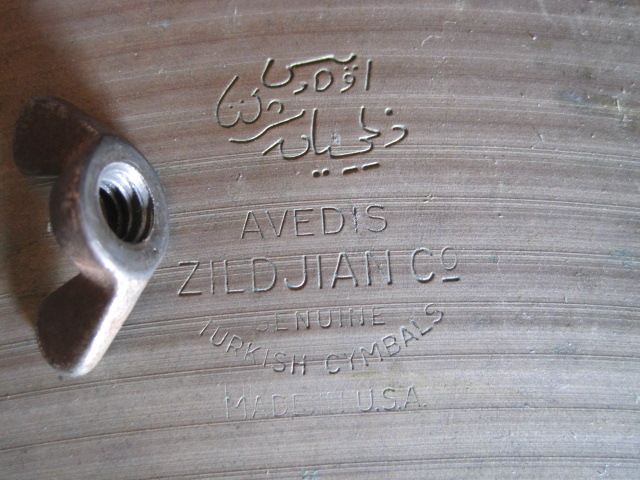 AVEDIS
ZILDJIAN Co
GENUINE
TURKISH CYMBALS
MADE IN U.S.A.